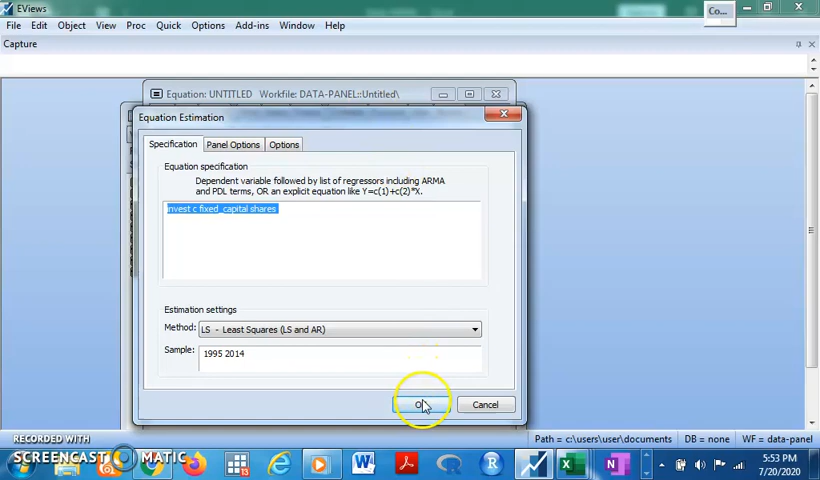 EViews
Co...
File Edit Object View Proc Quick Options Add-ins Window Help
Capture
Equation: UNTITLED Workfile: DATA-PANEL::Untitled\
Equation Estimation
Specification Panel Options Options
Equation specification
Dependent variable followed by list of regressors including ARMA
and PDL terms, OR an explicit equation like Y=c(1)+c(2)*X.
invest c fixed_capital shares
Estimation settings
Method: LS - Least Squares (LS and AR)
Sample: 1995 2014
OK Cancel
RECORDED WITH
SCREENCAST MATIC
Path = c:\users\user\documents DB = none WF = data-panel
5:53 PM
7/20/2020